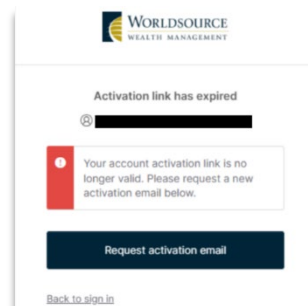 WORLDSOURCE
WEALTH MANAGEMENT
Activation link has expired
Your account activation link is no
longer valid. Please request a new
activation email below.
Request activation email
Back to sign in